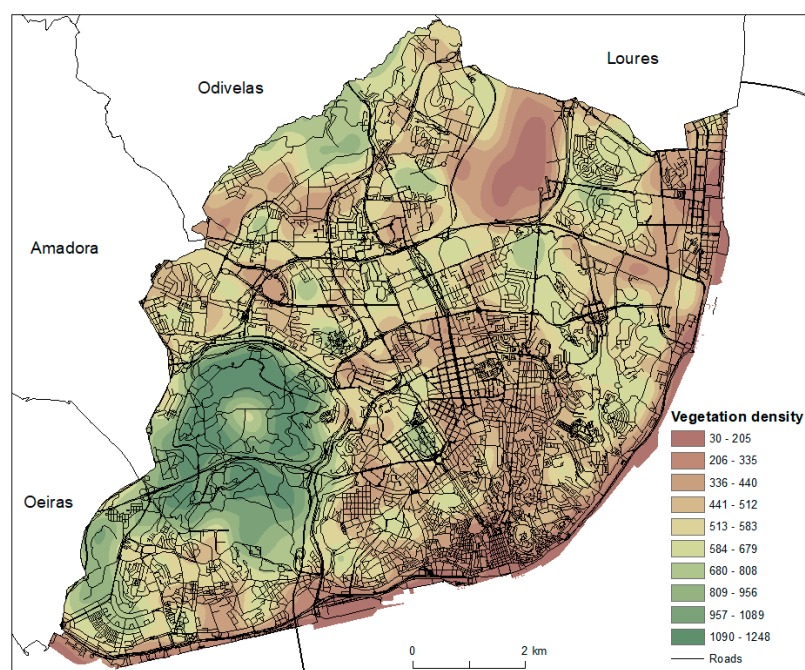 Loures
Odivelas
Amadora
Oeiras
Vegetation density
30 - 205
206 - 335
336 - 440
441 - 512
513 - 583
584 - 679
680 - 808
809 - 956
957 - 1089
1090 - 1248
Roads
0 2 km